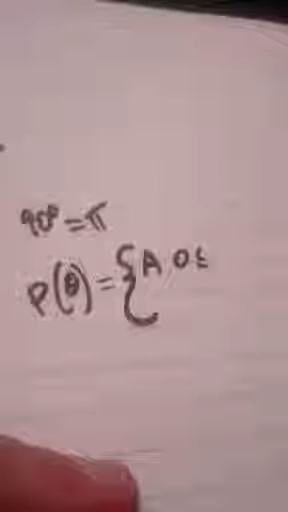 90° = π
P(θ) = { A, 0 ≤